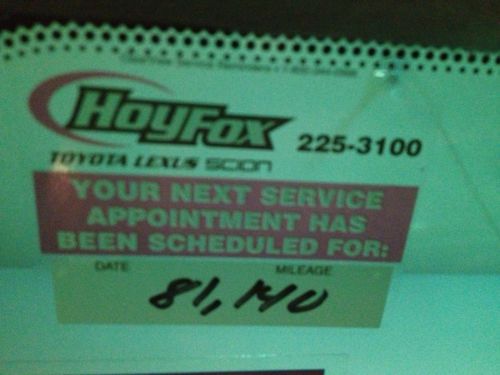 HoyFox
225-3100
TOYOTA LEXUS SCION
YOUR NEXT SERVICE
APPOINTMENT HAS
BEEN SCHEDULED FOR:
DATE MILEAGE
81,140